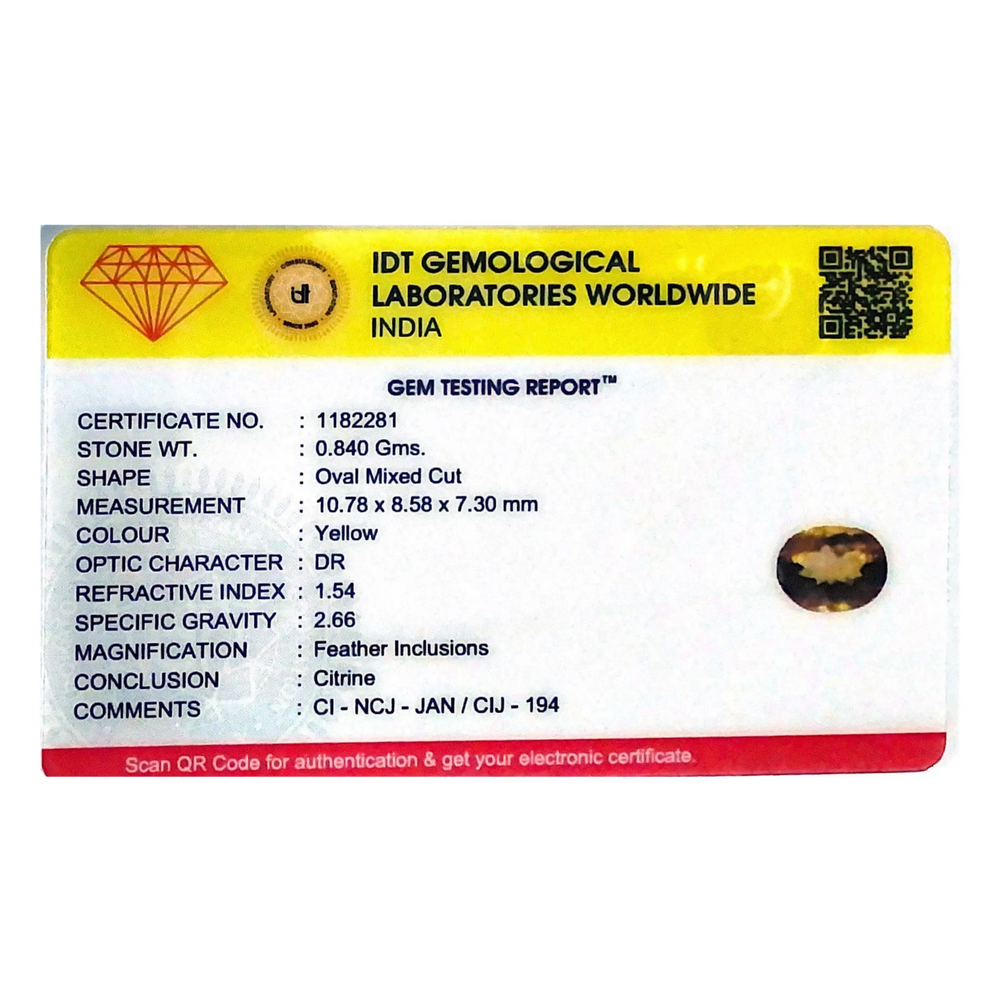 IDT GEMOLOGICAL
LABORATORIES WORLDWIDE
INDIA
GEM TESTING REPORT™
CERTIFICATE NO. : 1182281
STONE WT. : 0.840 Gms.
SHAPE : Oval Mixed Cut
MEASUREMENT : 10.78 x 8.58 x 7.30 mm
COLOUR : Yellow
OPTIC CHARACTER : DR
REFRACTIVE INDEX : 1.54
SPECIFIC GRAVITY : 2.66
MAGNIFICATION : Feather Inclusions
CONCLUSION : Citrine
COMMENTS : CI - NCJ - JAN / CIJ - 194
Scan QR Code for authentication & get your electronic certificate.